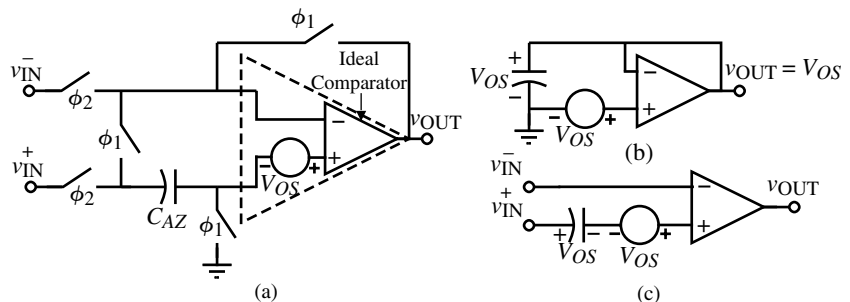 ϕ1
v⁻IN
ϕ2
ϕ1
v⁺IN
ϕ2
CAZ
ϕ1
Ideal
Comparator
−
+
−
+
VOS
vOUT
(a)
+
VOS
−
−
+
VOS
−
+
vOUT = VOS
(b)
v⁻IN
v⁺IN
+
−
VOS
−
+
VOS
−
+
vOUT
(c)